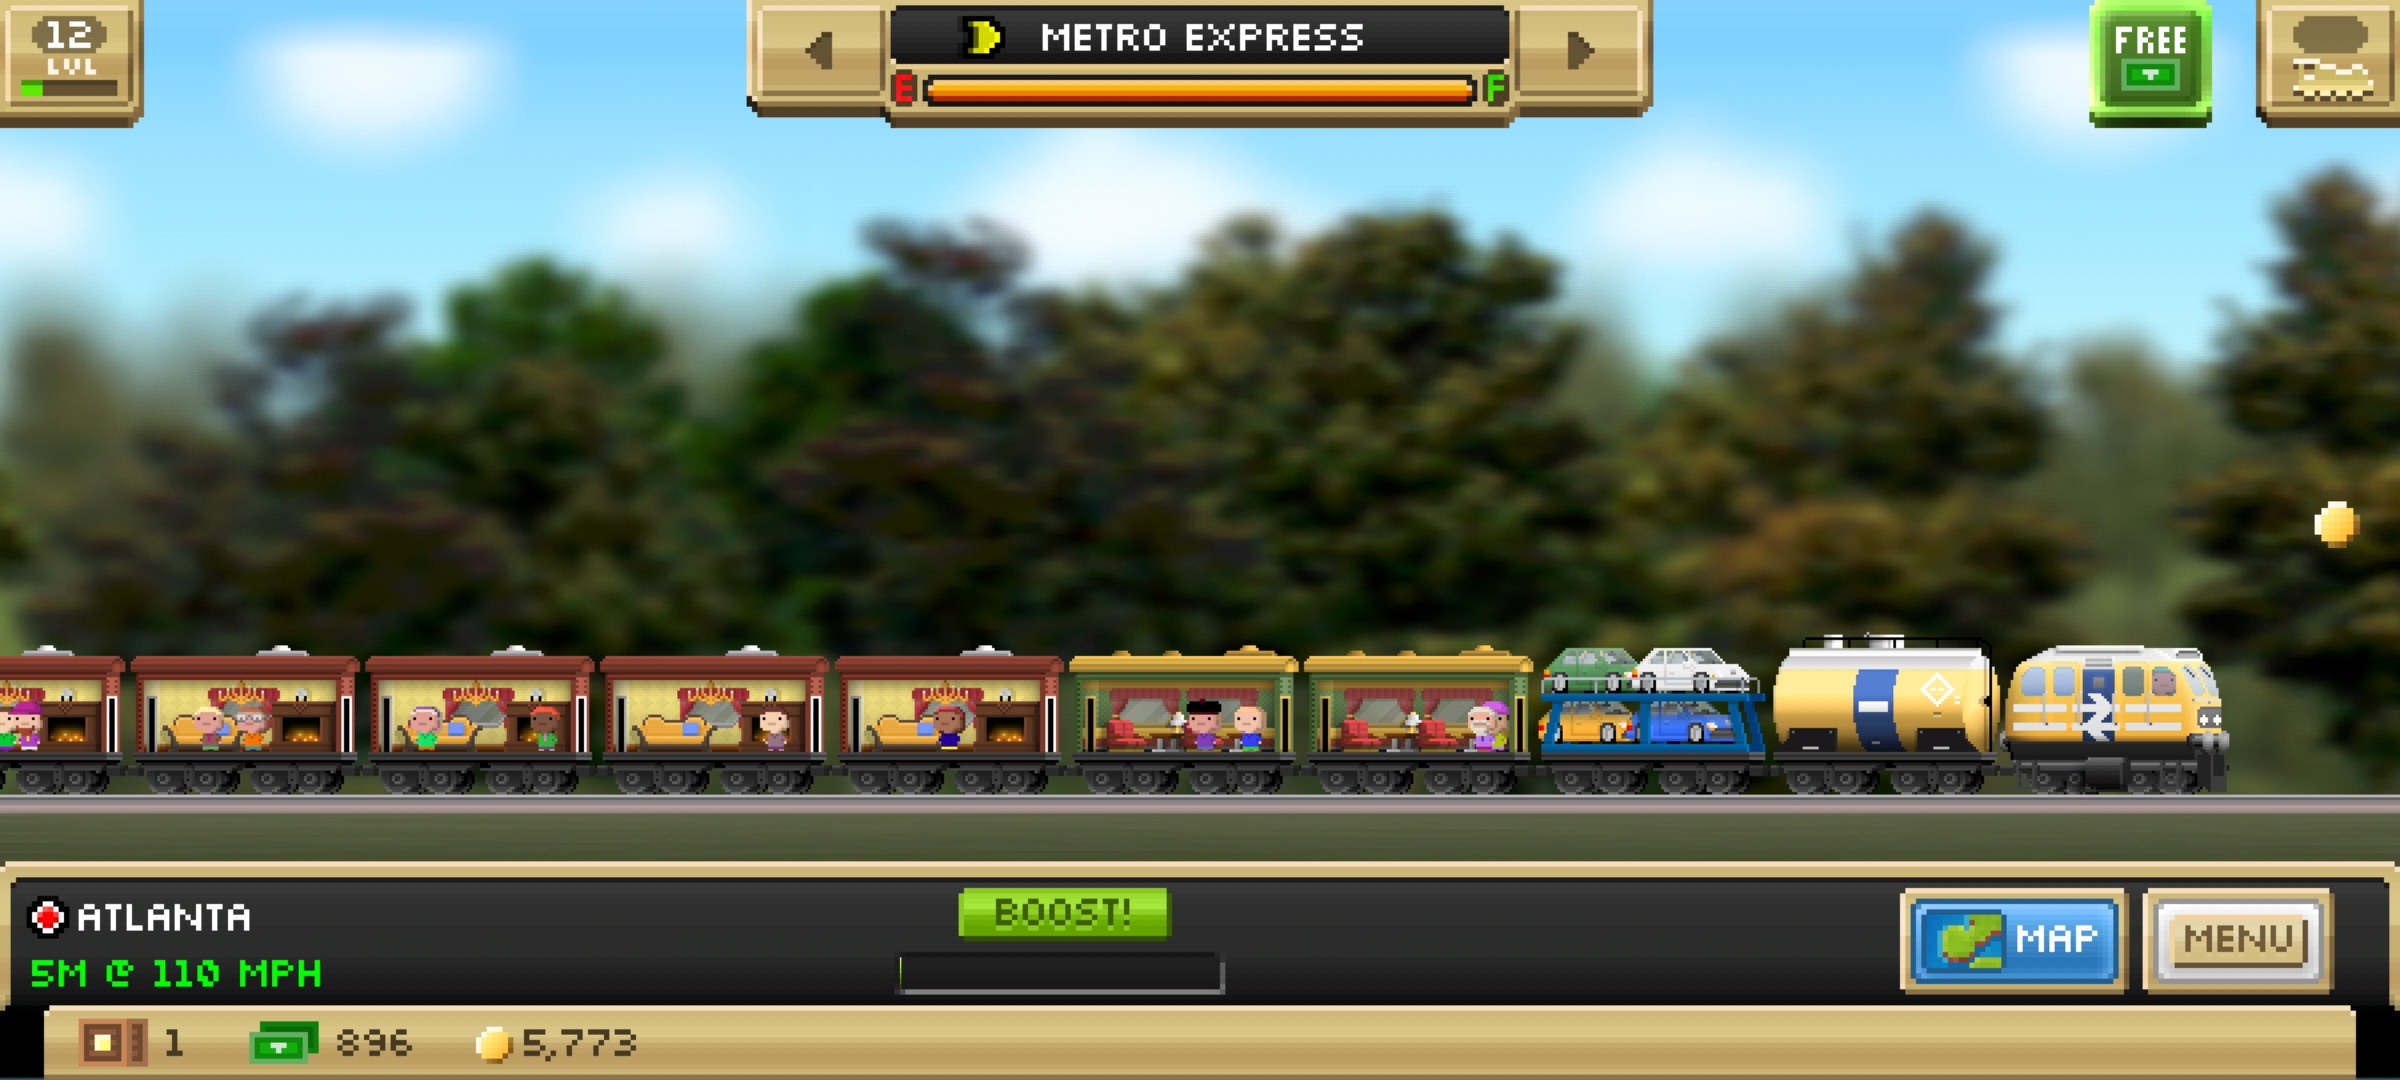 12
LVL
METRO EXPRESS
E F
FREE
ATLANTA
BOOST!
5M @ 110 MPH
MAP
MENU
1 896 5,773